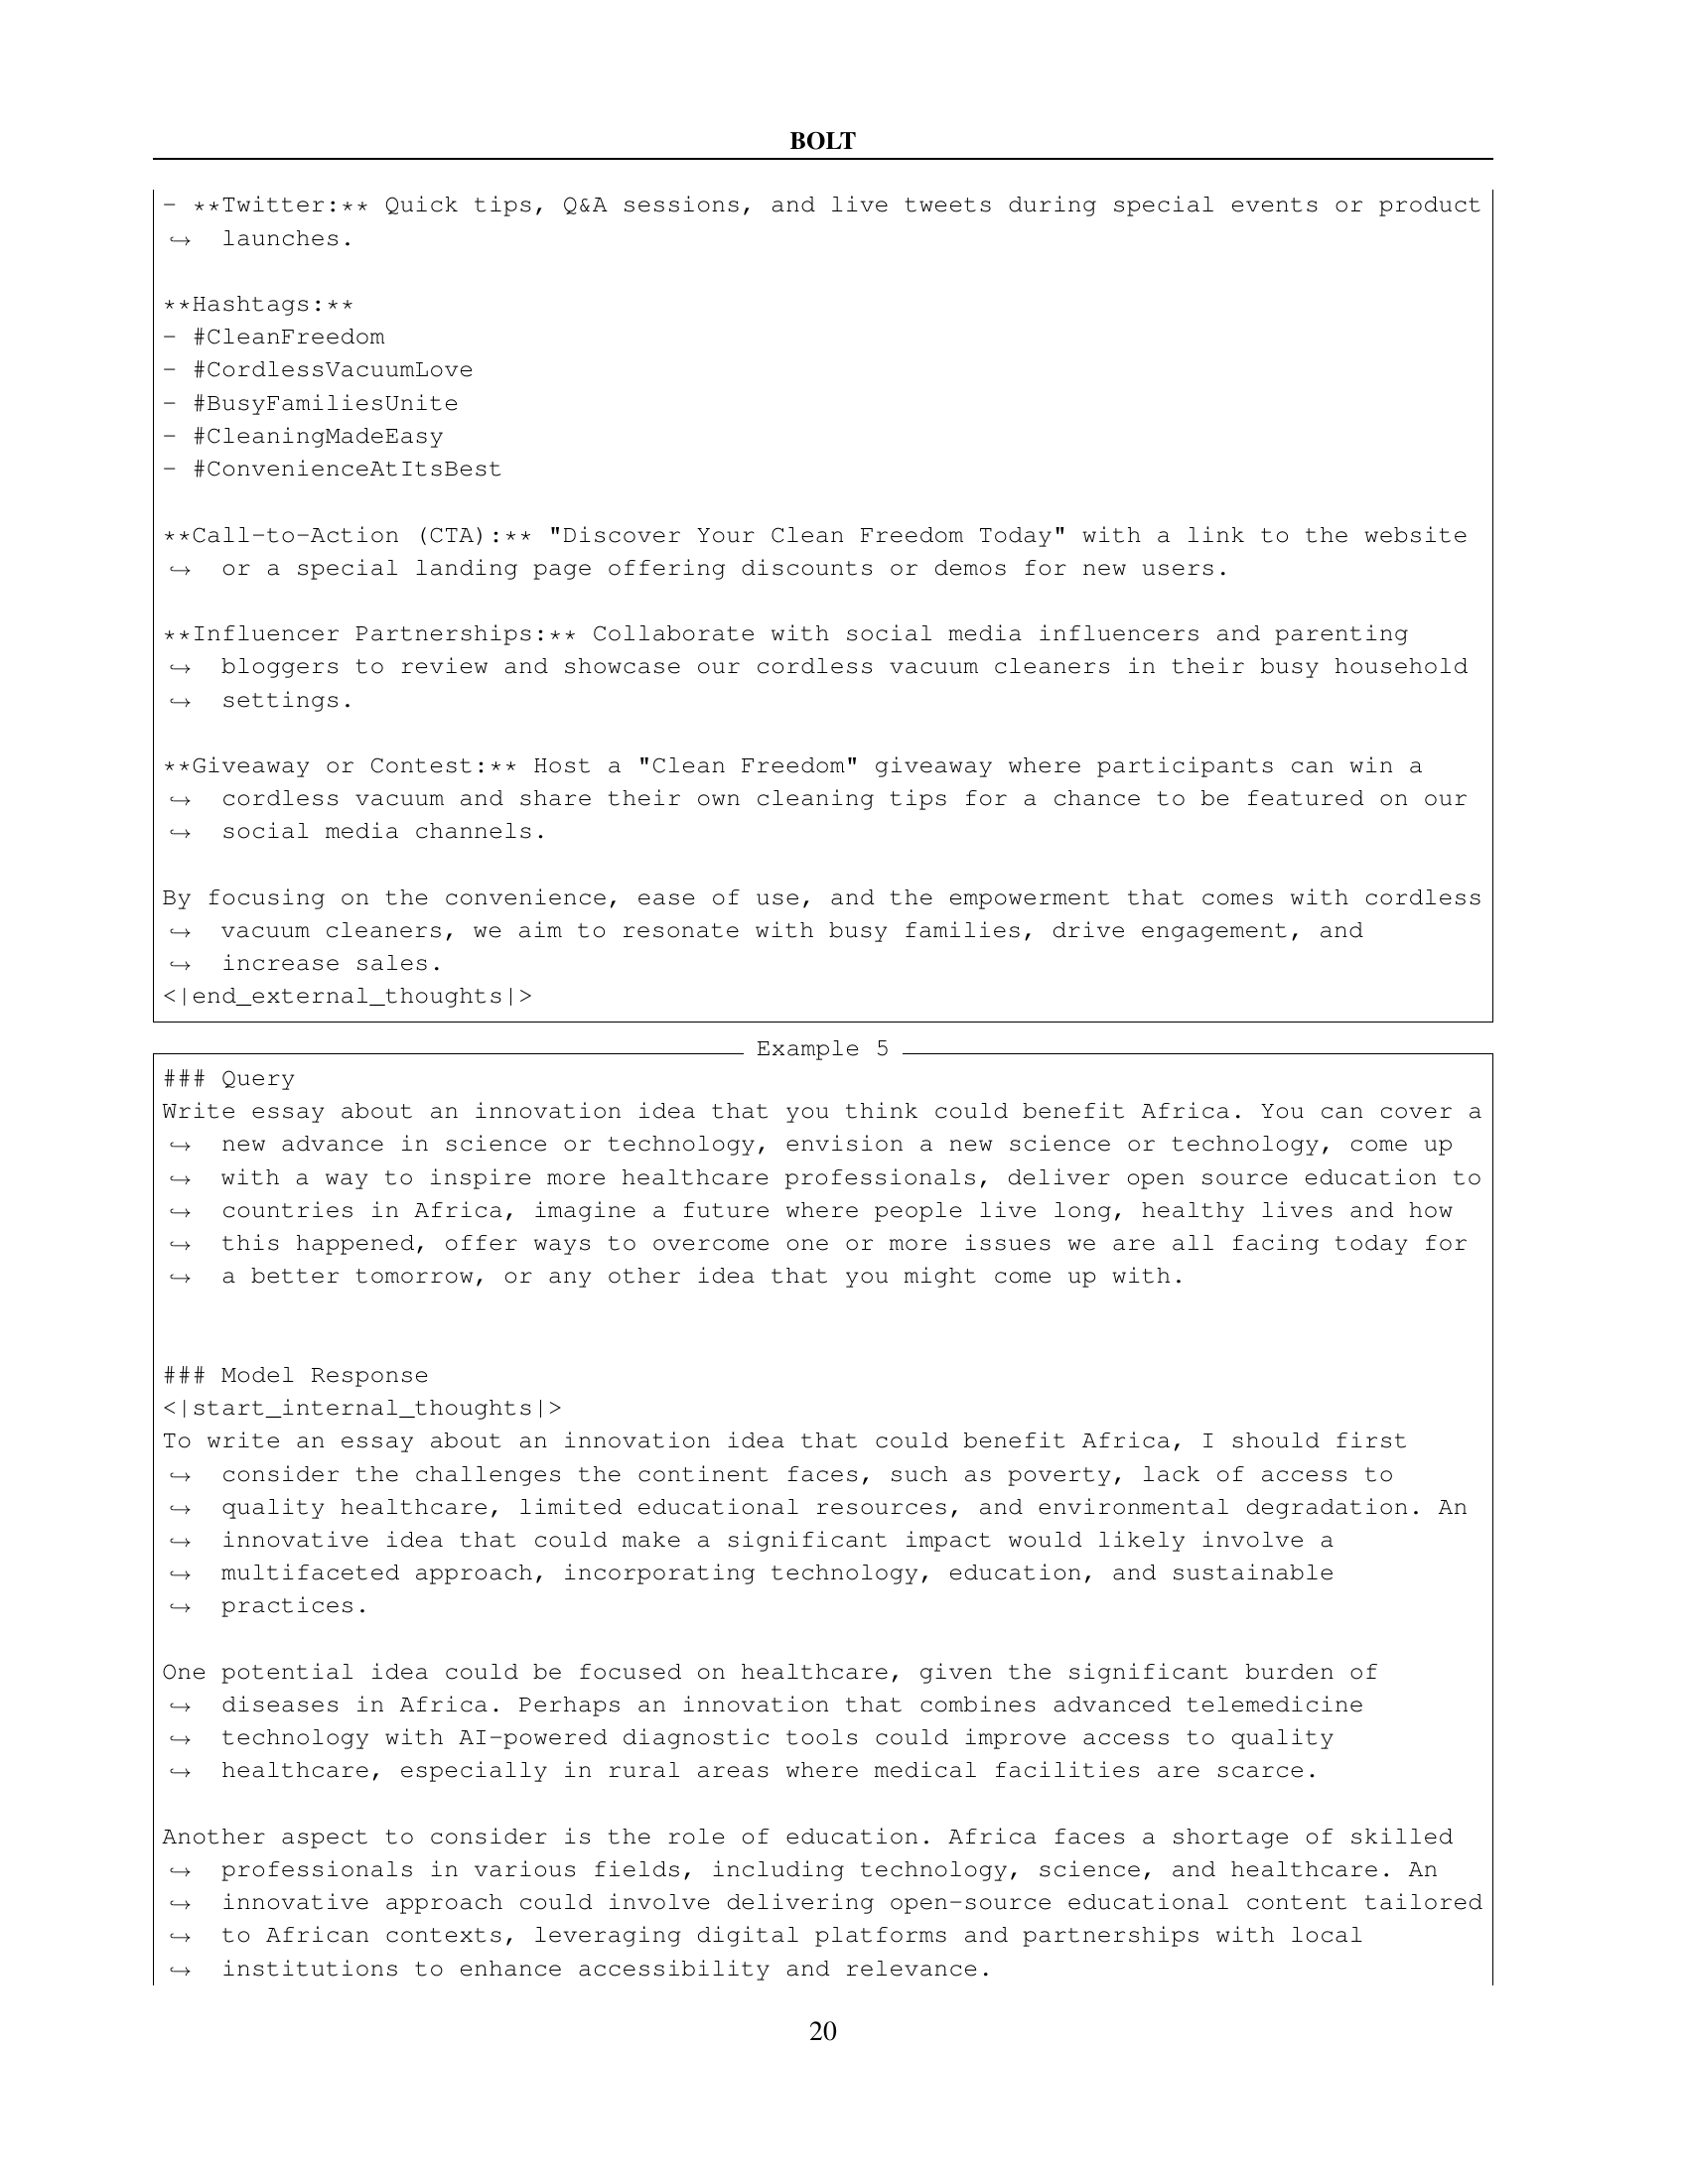 BOLT
- **Twitter:** Quick tips, Q&A sessions, and live tweets during special events or product
↪ launches.
**Hashtags:**
- #CleanFreedom
- #CordlessVacuumLove
- #BusyFamiliesUnite
- #CleaningMadeEasy
- #ConvenienceAtItsBest
**Call-to-Action (CTA):** "Discover Your Clean Freedom Today" with a link to the website
↪ or a special landing page offering discounts or demos for new users.
**Influencer Partnerships:** Collaborate with social media influencers and parenting
↪ bloggers to review and showcase our cordless vacuum cleaners in their busy household
↪ settings.
**Giveaway or Contest:** Host a "Clean Freedom" giveaway where participants can win a
↪ cordless vacuum and share their own cleaning tips for a chance to be featured on our
↪ social media channels.
By focusing on the convenience, ease of use, and the empowerment that comes with cordless
↪ vacuum cleaners, we aim to resonate with busy families, drive engagement, and
↪ increase sales.
<|end_external_thoughts|>
Example 5
### Query
Write essay about an innovation idea that you think could benefit Africa. You can cover a
↪ new advance in science or technology, envision a new science or technology, come up
↪ with a way to inspire more healthcare professionals, deliver open source education to
↪ countries in Africa, imagine a future where people live long, healthy lives and how
↪ this happened, offer ways to overcome one or more issues we are all facing today for
↪ a better tomorrow, or any other idea that you might come up with.
### Model Response
<|start_internal_thoughts|>
To write an essay about an innovation idea that could benefit Africa, I should first
↪ consider the challenges the continent faces, such as poverty, lack of access to
↪ quality healthcare, limited educational resources, and environmental degradation. An
↪ innovative idea that could make a significant impact would likely involve a
↪ multifaceted approach, incorporating technology, education, and sustainable
↪ practices.
One potential idea could be focused on healthcare, given the significant burden of
↪ diseases in Africa. Perhaps an innovation that combines advanced telemedicine
↪ technology with AI-powered diagnostic tools could improve access to quality
↪ healthcare, especially in rural areas where medical facilities are scarce.
Another aspect to consider is the role of education. Africa faces a shortage of skilled
↪ professionals in various fields, including technology, science, and healthcare. An
↪ innovative approach could involve delivering open-source educational content tailored
↪ to African contexts, leveraging digital platforms and partnerships with local
↪ institutions to enhance accessibility and relevance.
20